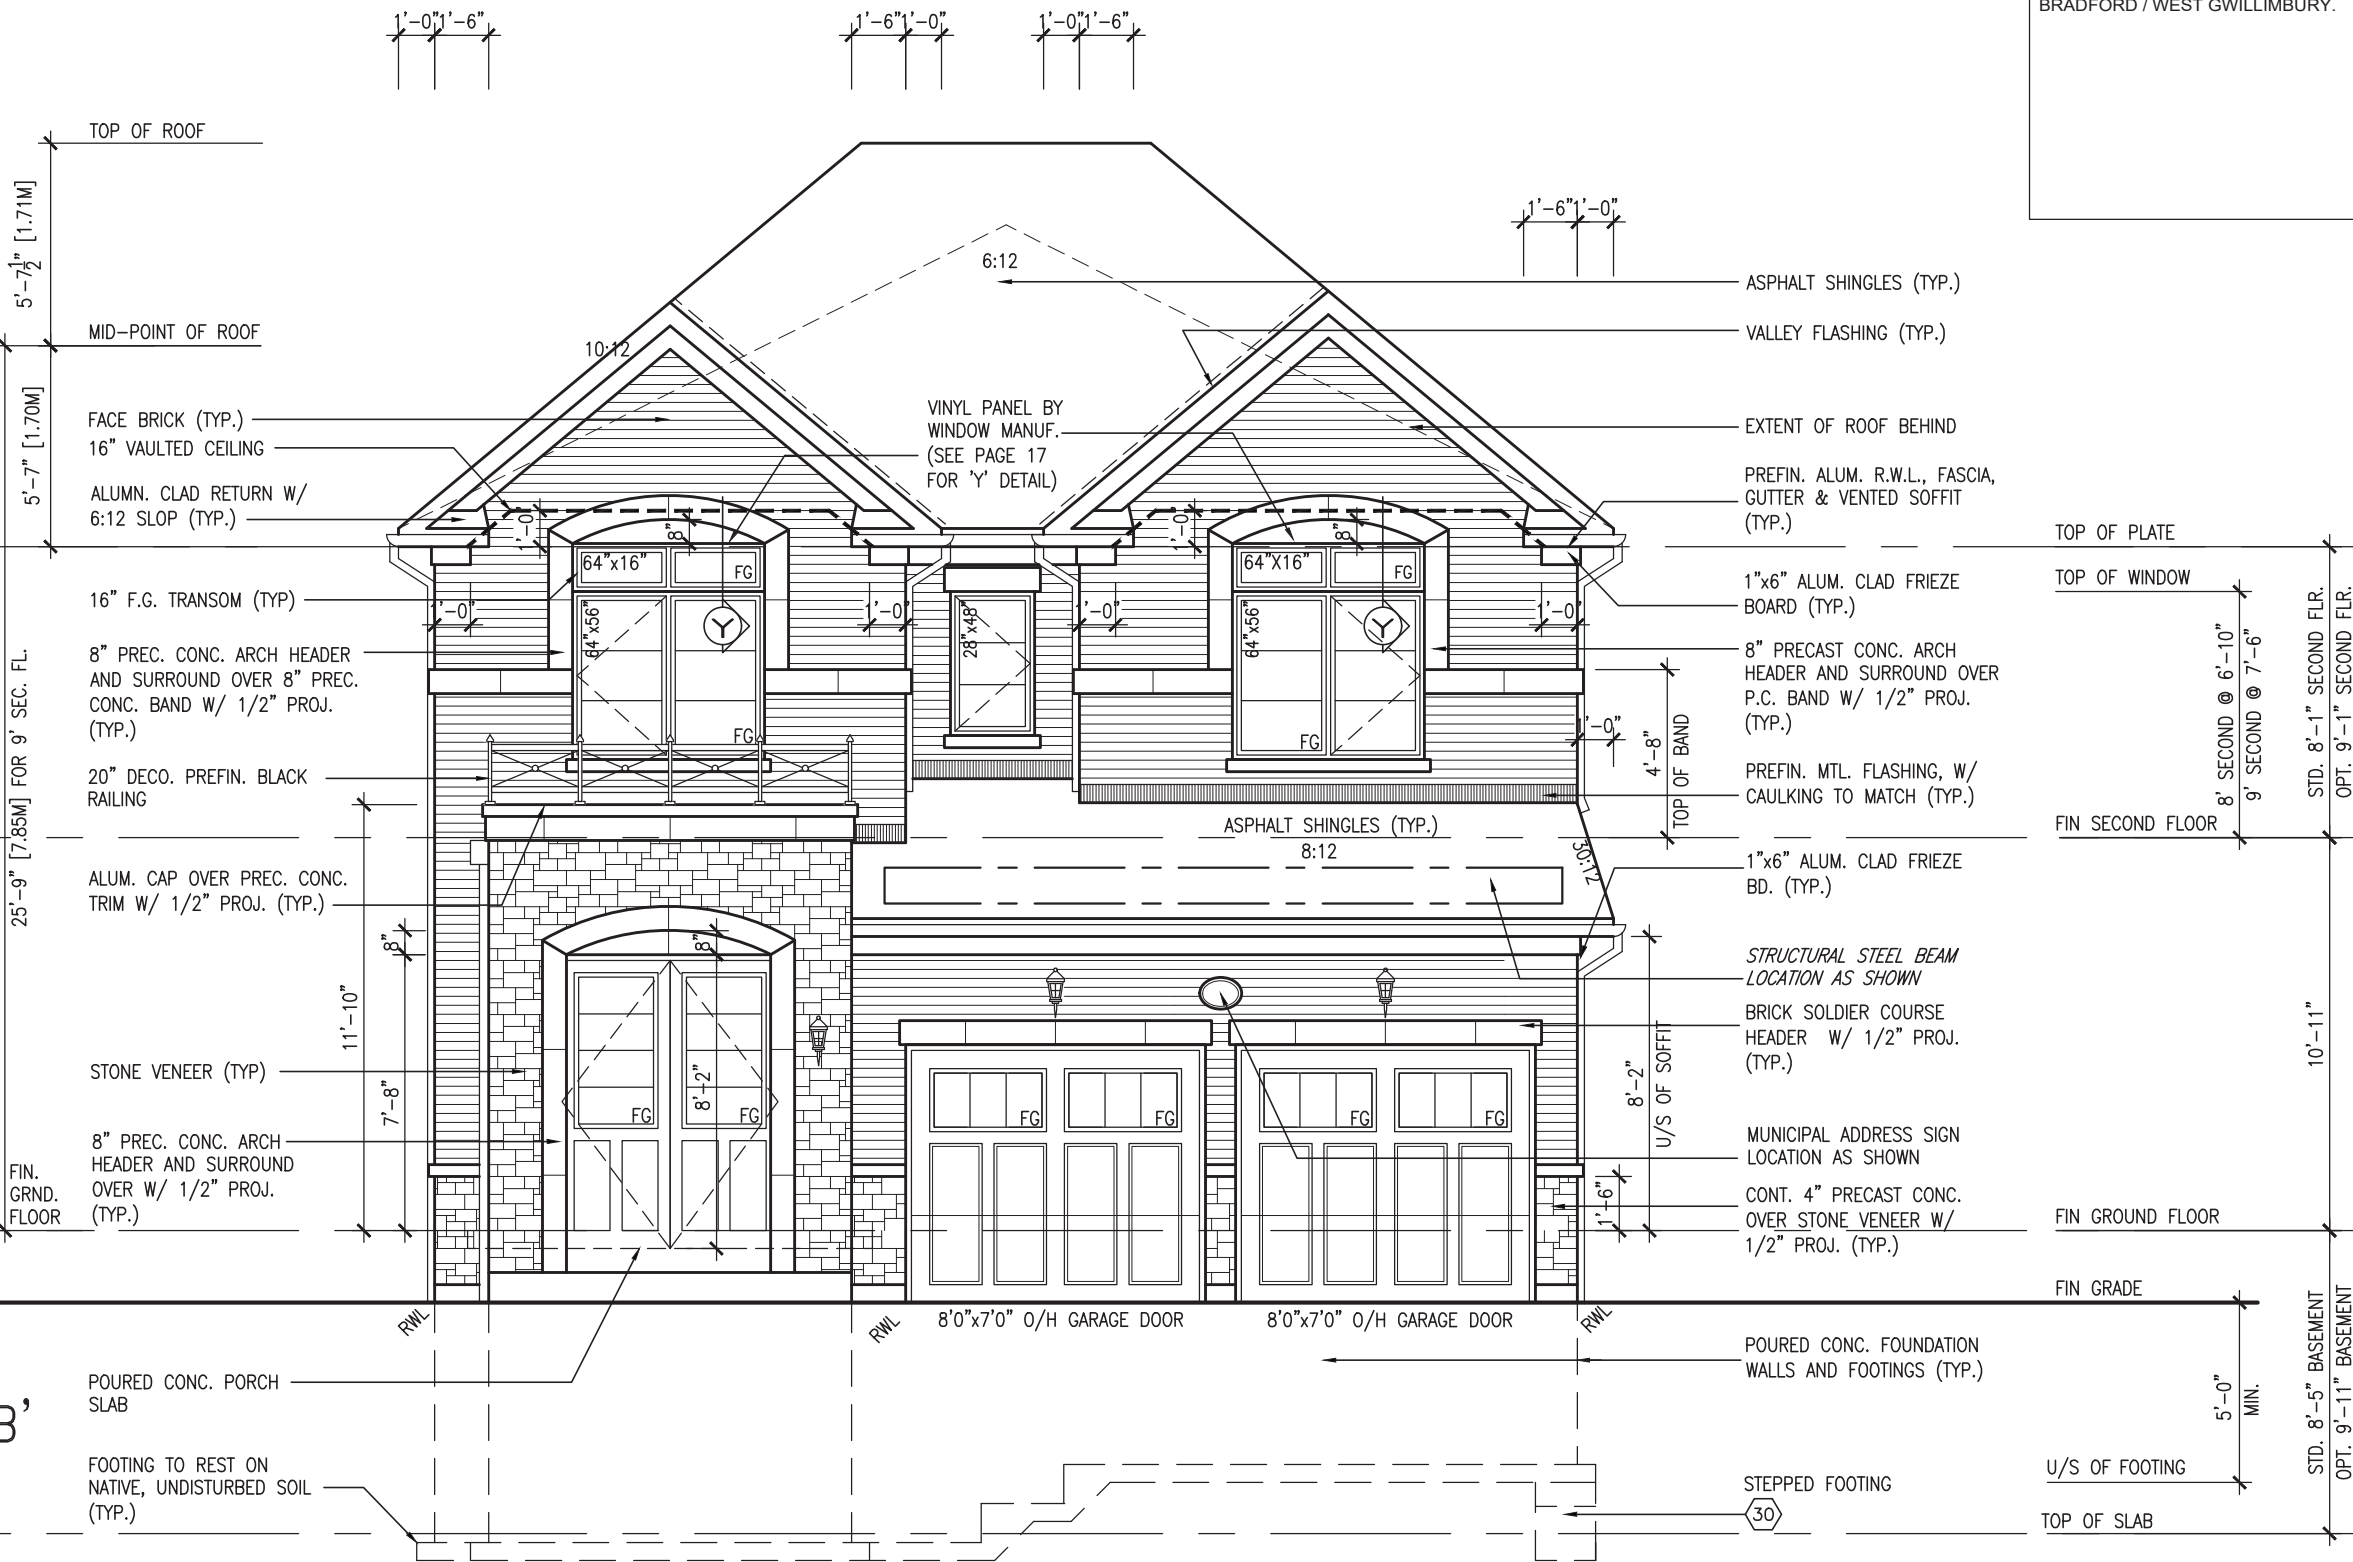 BRADFORD / WEST GWILLIMBURY.
1'-0" 1'-6"
1'-6" 1'-0"
1'-0" 1'-6"
1'-6" 1'-0"
TOP OF ROOF
5'-7 1/2" [1.71M]
MID-POINT OF ROOF
5'-7" [1.70M]
25'-9" [7.85M] FOR 9' SEC. FL.
FACE BRICK (TYP.)
16" VAULTED CEILING
ALUMN. CLAD RETURN W/
6:12 SLOP (TYP.)
16" F.G. TRANSOM (TYP)
8" PREC. CONC. ARCH HEADER
AND SURROUND OVER 8" PREC.
CONC. BAND W/ 1/2" PROJ.
(TYP.)
20" DECO. PREFIN. BLACK
RAILING
ALUM. CAP OVER PREC. CONC.
TRIM W/ 1/2" PROJ. (TYP.)
8"
11'-10"
7'-8"
STONE VENEER (TYP)
8" PREC. CONC. ARCH
HEADER AND SURROUND
OVER W/ 1/2" PROJ.
(TYP.)
FIN.
GRND.
FLOOR
POURED CONC. PORCH
SLAB
B'
FOOTING TO REST ON
NATIVE, UNDISTURBED SOIL
(TYP.)
6:12
10:12
VINYL PANEL BY
WINDOW MANUF.
(SEE PAGE 17
FOR 'Y' DETAIL)
1'-0"
8"
1'-0"
8"
64"x16"
FG
64"X16"
FG
1'-0"
1'-0"
1'-0"
1'-0"
64"x56"
Y
28"x48"
64"x56"
Y
FG
FG
1'-0"
4'-8"
TOP OF BAND
ASPHALT SHINGLES (TYP.)
8:12
30:12
8"
8'-2"
FG
FG
FG
FG
FG
FG
8'-2"
U/S OF SOFFIT
1'-6"
RWL
RWL
8'0"x7'0" O/H GARAGE DOOR
8'0"x7'0" O/H GARAGE DOOR
RWL
ASPHALT SHINGLES (TYP.)
VALLEY FLASHING (TYP.)
EXTENT OF ROOF BEHIND
PREFIN. ALUM. R.W.L., FASCIA,
GUTTER & VENTED SOFFIT
(TYP.)
1"x6" ALUM. CLAD FRIEZE
BOARD (TYP.)
8" PRECAST CONC. ARCH
HEADER AND SURROUND OVER
P.C. BAND W/ 1/2" PROJ.
(TYP.)
PREFIN. MTL. FLASHING, W/
CAULKING TO MATCH (TYP.)
1"x6" ALUM. CLAD FRIEZE
BD. (TYP.)
STRUCTURAL STEEL BEAM
LOCATION AS SHOWN
BRICK SOLDIER COURSE
HEADER W/ 1/2" PROJ.
(TYP.)
MUNICIPAL ADDRESS SIGN
LOCATION AS SHOWN
CONT. 4" PRECAST CONC.
OVER STONE VENEER W/
1/2" PROJ. (TYP.)
POURED CONC. FOUNDATION
WALLS AND FOOTINGS (TYP.)
STEPPED FOOTING
30
TOP OF PLATE
TOP OF WINDOW
8' SECOND @ 6'-10"
9' SECOND @ 7'-6"
STD. 8'-1" SECOND FLR.
OPT. 9'-1" SECOND FLR.
FIN SECOND FLOOR
10'-11"
FIN GROUND FLOOR
FIN GRADE
5'-0"
MIN.
STD. 8'-5" BASEMENT
OPT. 9'-11" BASEMENT
U/S OF FOOTING
TOP OF SLAB